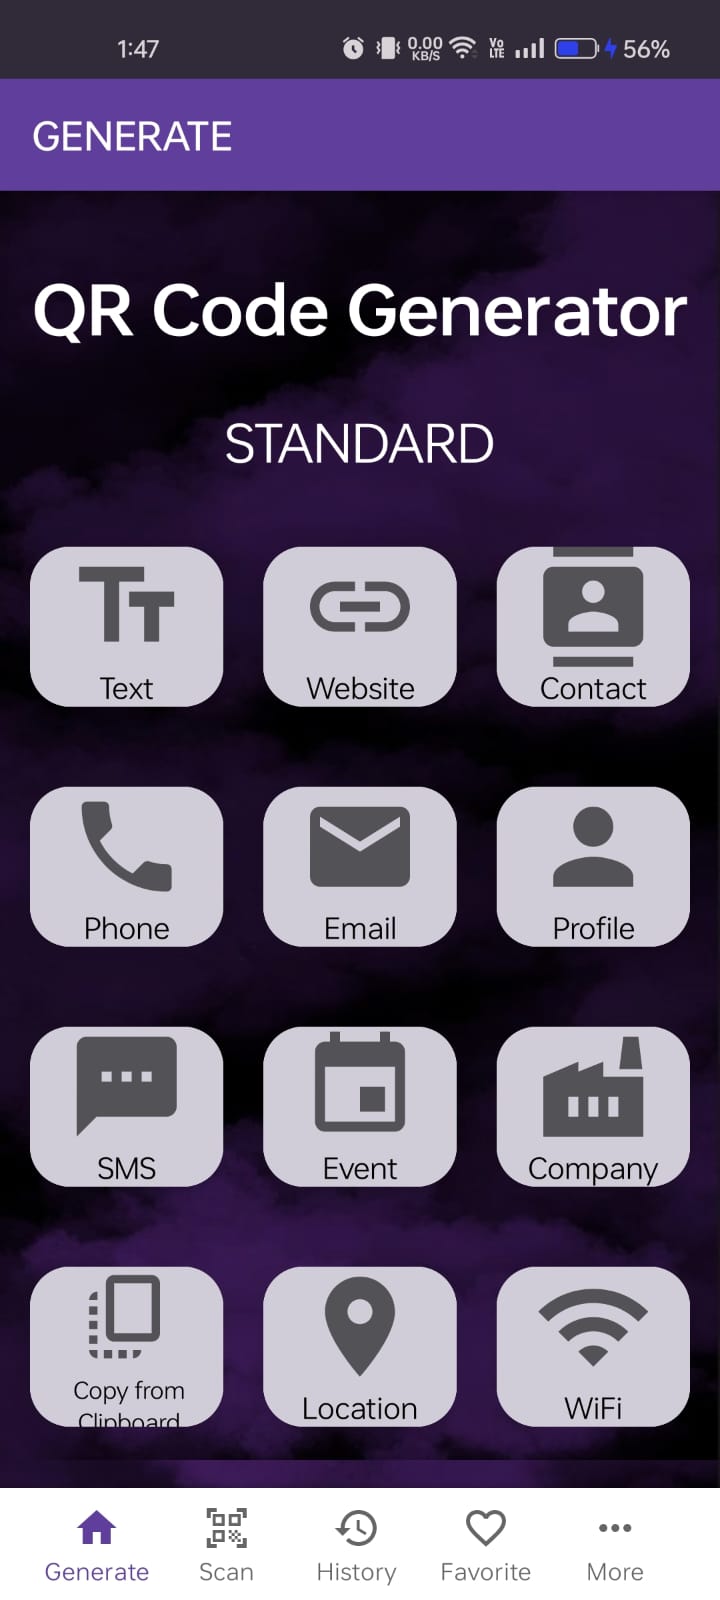 1:47 0.00 KB/S Vo LTE 56%
GENERATE
QR Code Generator
STANDARD
Text Website Contact
Phone Email Profile
SMS Event Company
Copy from
Clipboard Location WiFi
Generate Scan History Favorite More